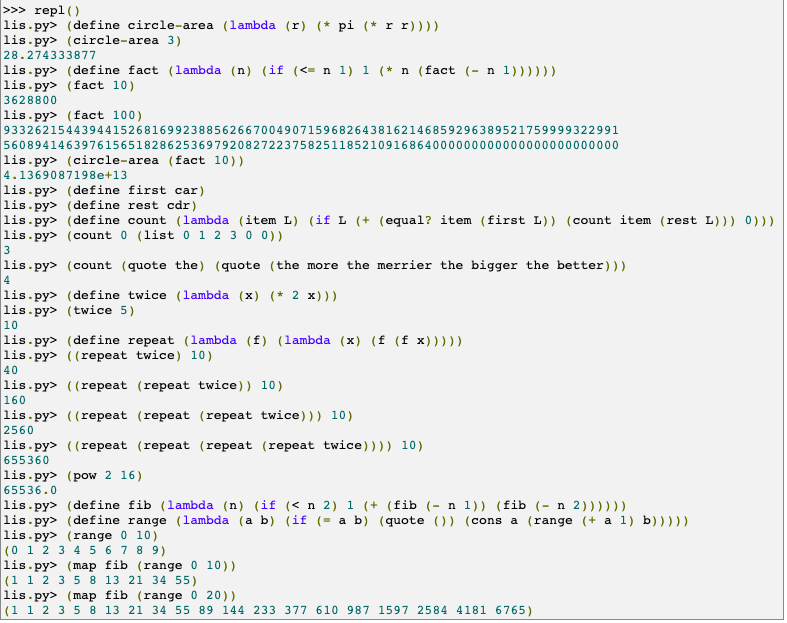 >>> repl()
lis.py> (define circle-area (lambda (r) (* pi (* r r))))
lis.py> (circle-area 3)
28.274333877
lis.py> (define fact (lambda (n) (if (<= n 1) 1 (* n (fact (- n 1))))))
lis.py> (fact 10)
3628800
lis.py> (fact 100)
9332621544394415268169923885626670049071596826438162146859296389521759999322991
5608941463976156518286253697920827223758251185210916864000000000000000000000000
lis.py> (circle-area (fact 10))
4.1369087198e+13
lis.py> (define first car)
lis.py> (define rest cdr)
lis.py> (define count (lambda (item L) (if L (+ (equal? item (first L)) (count item (rest L))) 0)))
lis.py> (count 0 (list 0 1 2 3 0 0))
3
lis.py> (count (quote the) (quote (the more the merrier the bigger the better)))
4
lis.py> (define twice (lambda (x) (* 2 x)))
lis.py> (twice 5)
10
lis.py> (define repeat (lambda (f) (lambda (x) (f (f x)))))
lis.py> ((repeat twice) 10)
40
lis.py> ((repeat (repeat twice)) 10)
160
lis.py> ((repeat (repeat (repeat twice))) 10)
2560
lis.py> ((repeat (repeat (repeat (repeat twice)))) 10)
655360
lis.py> (pow 2 16)
65536.0
lis.py> (define fib (lambda (n) (if (< n 2) 1 (+ (fib (- n 1)) (fib (- n 2))))))
lis.py> (define range (lambda (a b) (if (= a b) (quote ()) (cons a (range (+ a 1) b)))))
lis.py> (range 0 10)
(0 1 2 3 4 5 6 7 8 9)
lis.py> (map fib (range 0 10))
(1 1 2 3 5 8 13 21 34 55)
lis.py> (map fib (range 0 20))
(1 1 2 3 5 8 13 21 34 55 89 144 233 377 610 987 1597 2584 4181 6765)